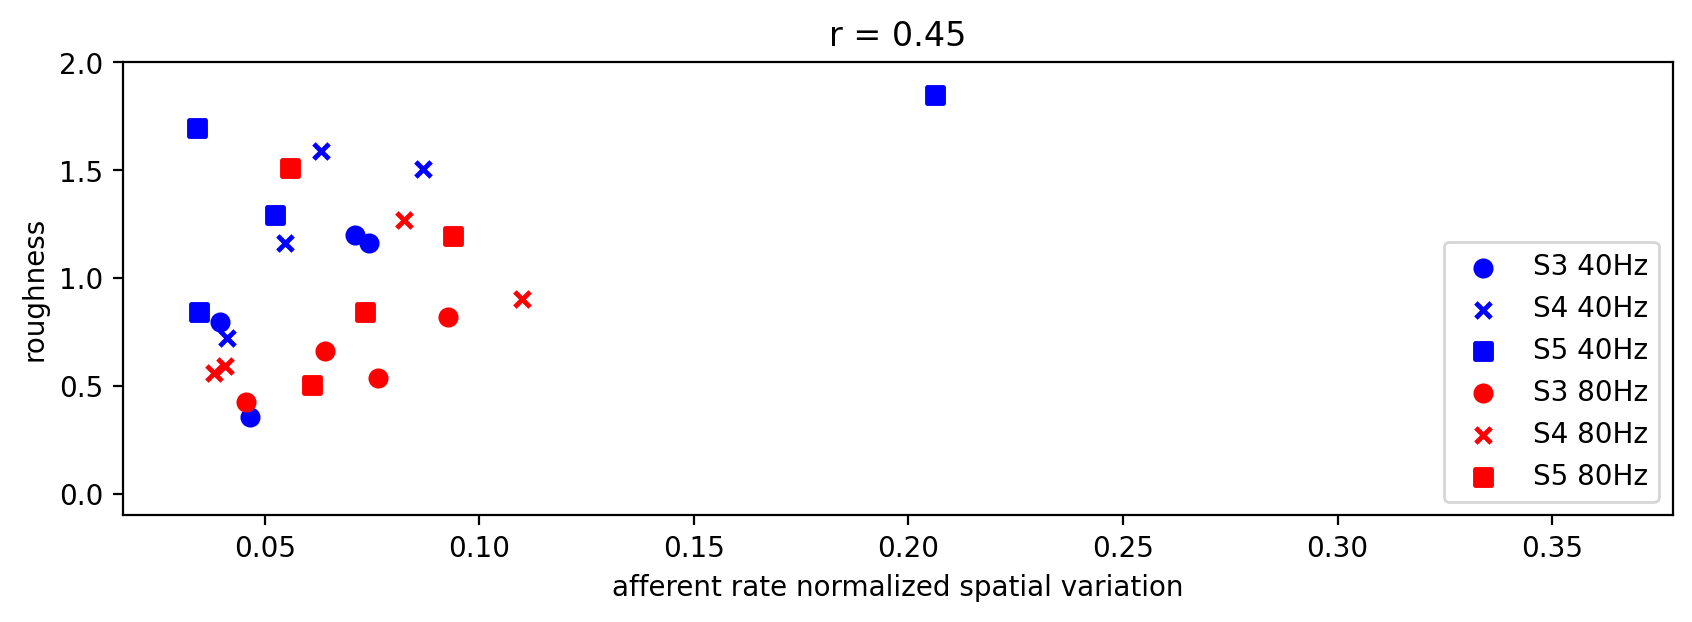 r = 0.45
2.0
1.5
1.0
0.5
0.0
roughness
S3 40Hz
S4 40Hz
S5 40Hz
S3 80Hz
S4 80Hz
S5 80Hz
0.05 0.10 0.15 0.20 0.25 0.30 0.35
afferent rate normalized spatial variation